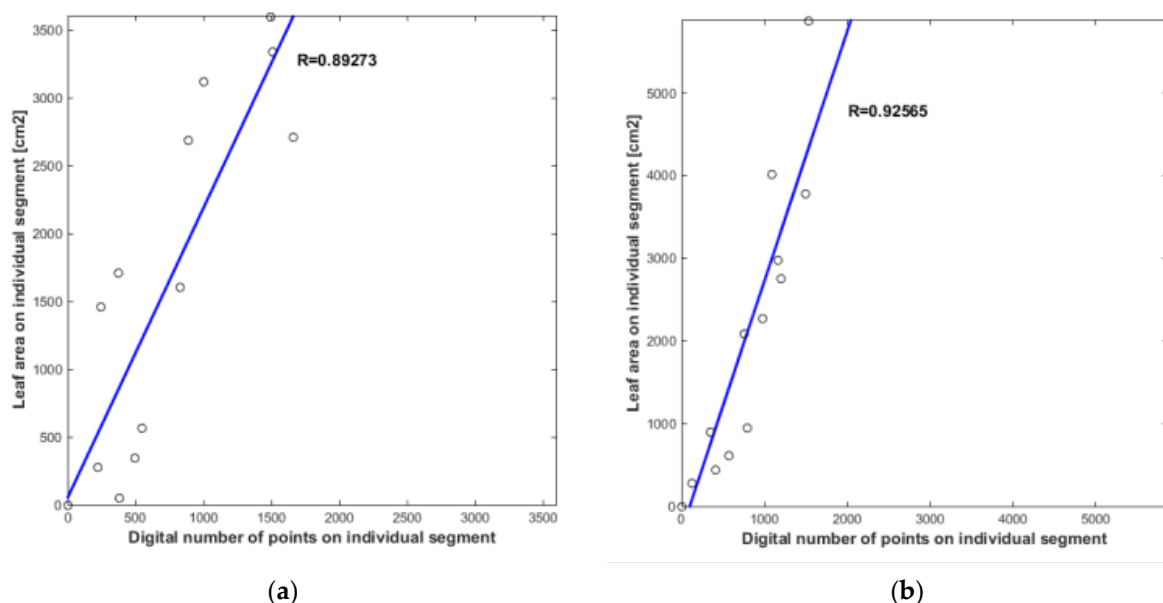 3600
3500
3000
2500
2000
1500
1000
500
0
R=0.89273
Leaf area on individual segment [cm2]
0 500 1000 1500 2000 2500 3000 3500
Digital number of points on individual segment
(a)
5000
4000
3000
2000
1000
0
R=0.92565
Leaf area on individual segment [cm2]
0 1000 2000 3000 4000 5000
Digital number of points on individual segment
(b)